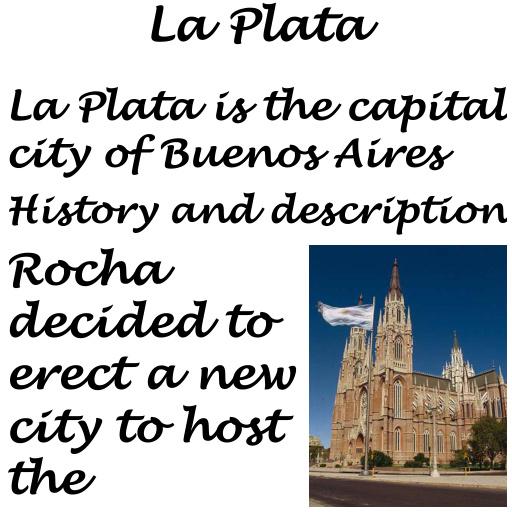 La Plata
La Plata is the capital
city of Buenos Aires
History and description
Rocha
decided to
erect a new
city to host
the